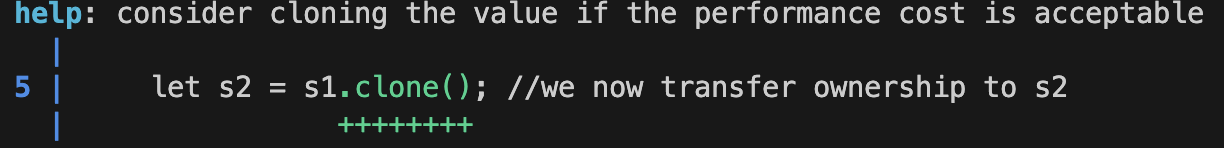 help: consider cloning the value if the performance cost is acceptable
  |
5 |     let s2 = s1.clone(); //we now transfer ownership to s2
  |                ++++++++